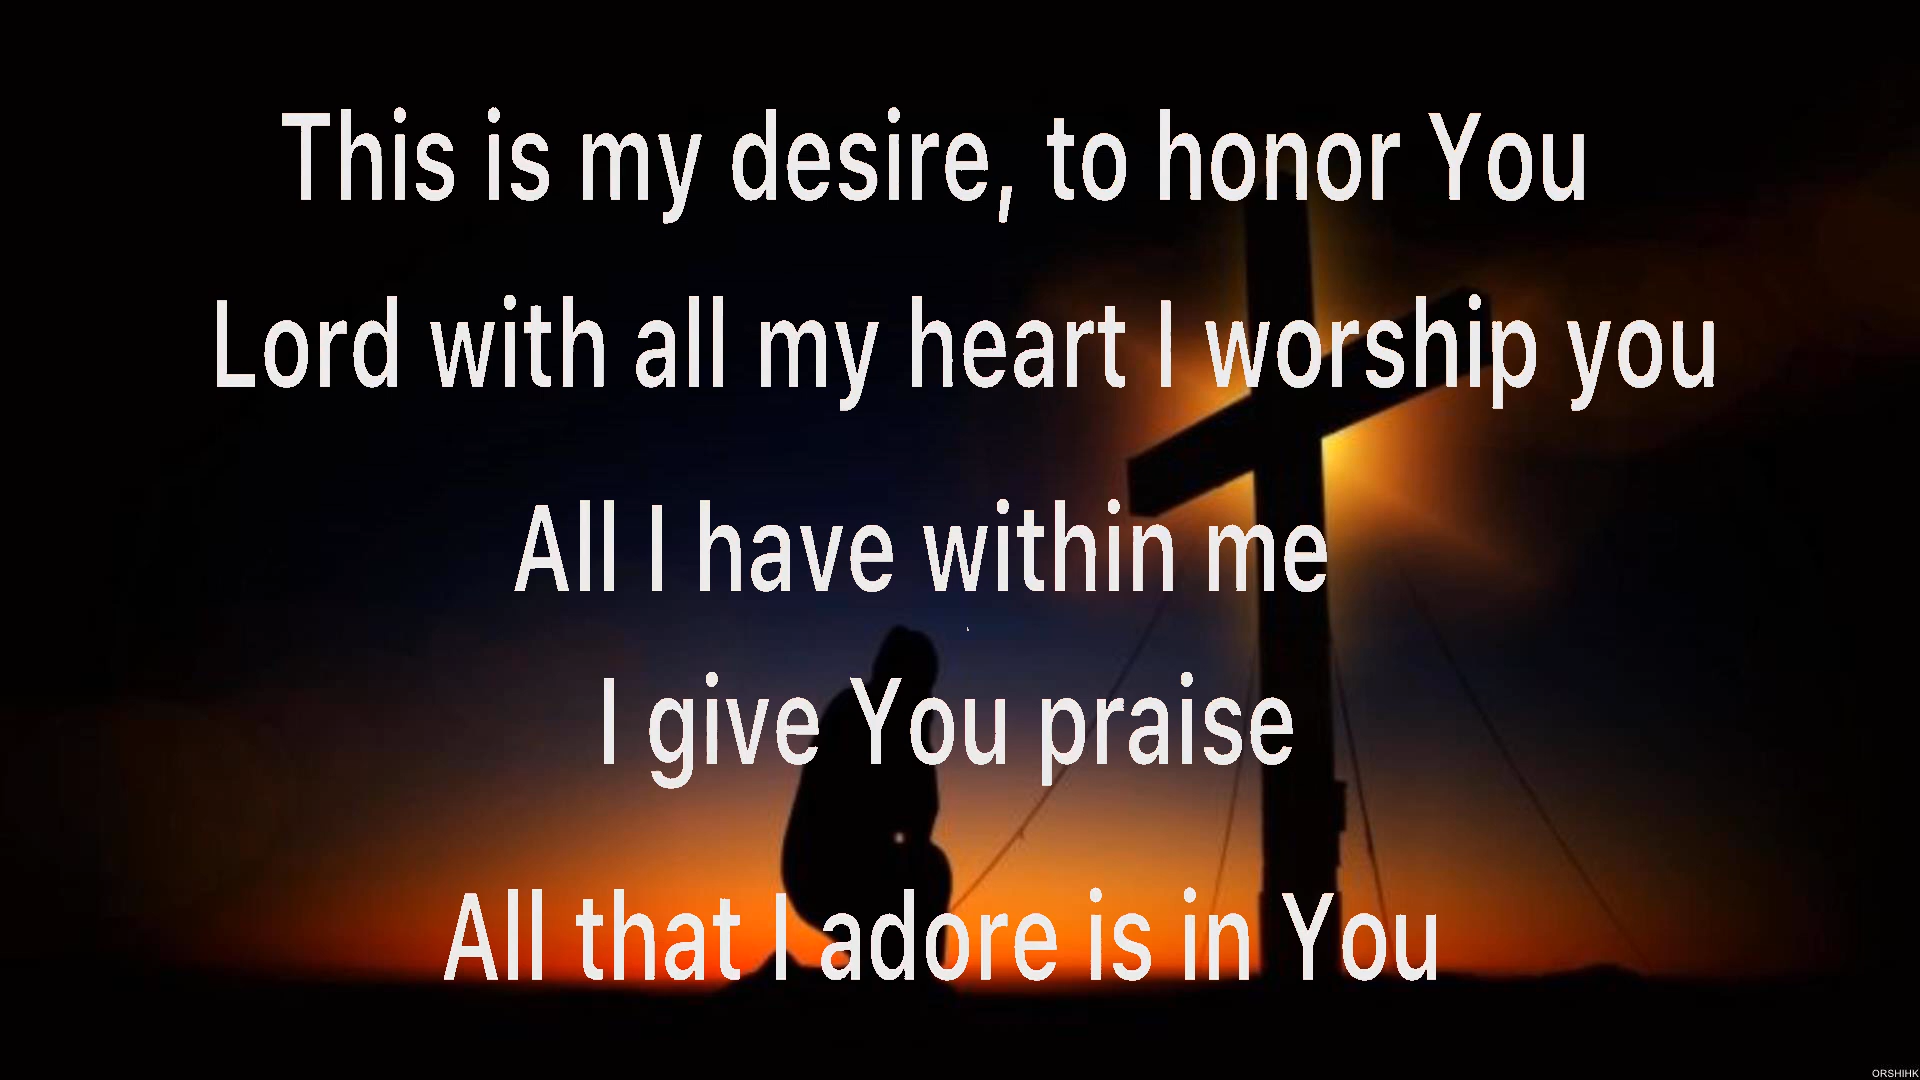 This is my desire, to honor You
Lord with all my heart I worship you
All I have within me
I give You praise
All that I adore is in You
ORSHIHK